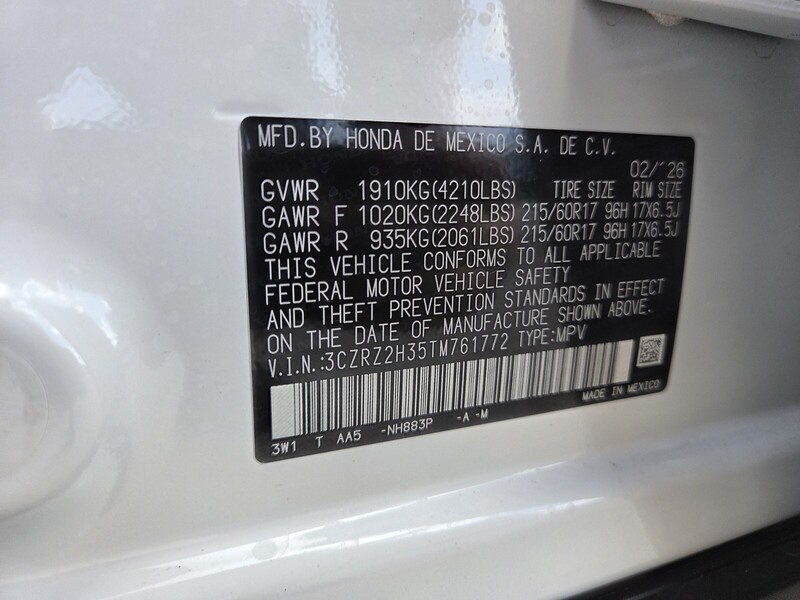 MFD.BY HONDA DE MEXICO S.A. DE C.V.
02/'26
GVWR 1910KG(4210LBS) TIRE SIZE RIM SIZE
GAWR F 1020KG(2248LBS) 215/60R17 96H 17X6.5J
GAWR R 935KG(2061LBS) 215/60R17 96H 17X6.5J
THIS VEHICLE CONFORMS TO ALL APPLICABLE
FEDERAL MOTOR VEHICLE SAFETY
AND THEFT PREVENTION STANDARDS IN EFFECT
ON THE DATE OF MANUFACTURE SHOWN ABOVE.
V.I.N.:3CZRZ2H35TM761772 TYPE:MPV
MADE IN MEXICO
3W1 T AA5 -NH883P -A -M